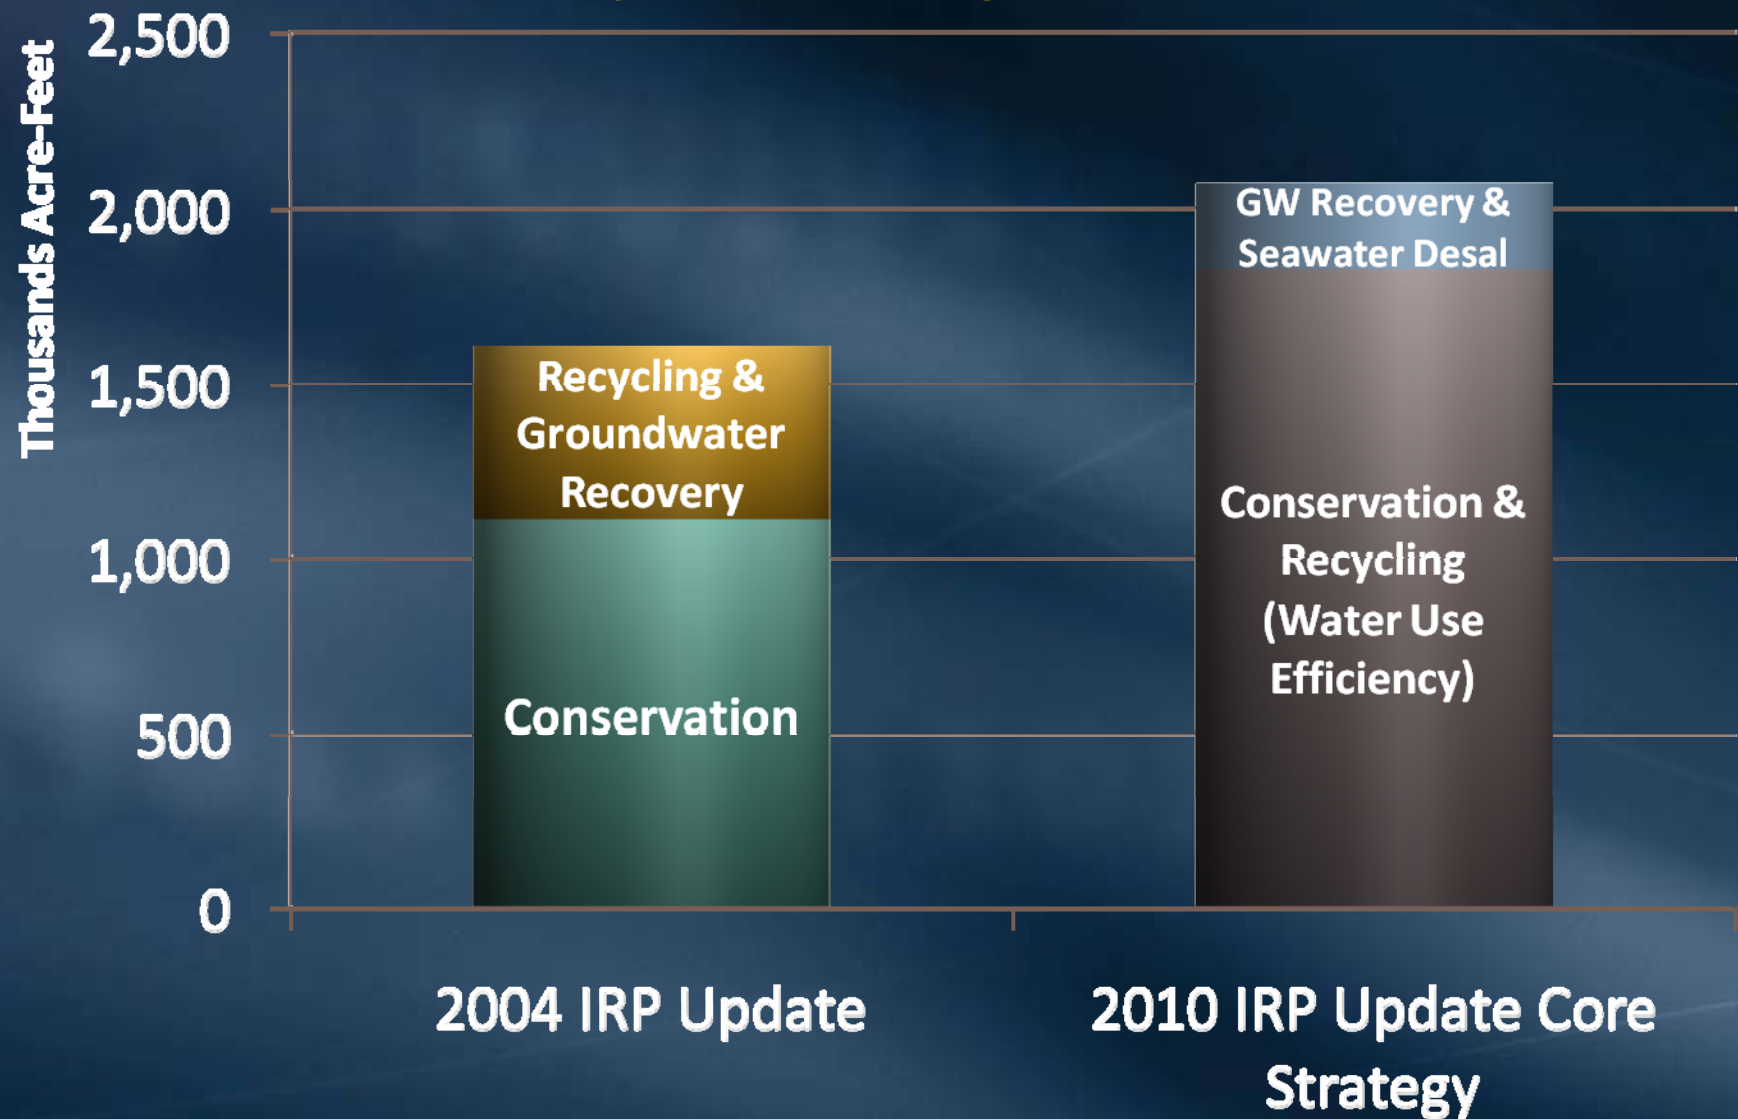 Thousands Acre-Feet
2,500
2,000
1,500
1,000
500
0
Recycling &
Groundwater
Recovery
Conservation
GW Recovery &
Seawater Desal
Conservation &
Recycling
(Water Use
Efficiency)
2004 IRP Update
2010 IRP Update Core
Strategy